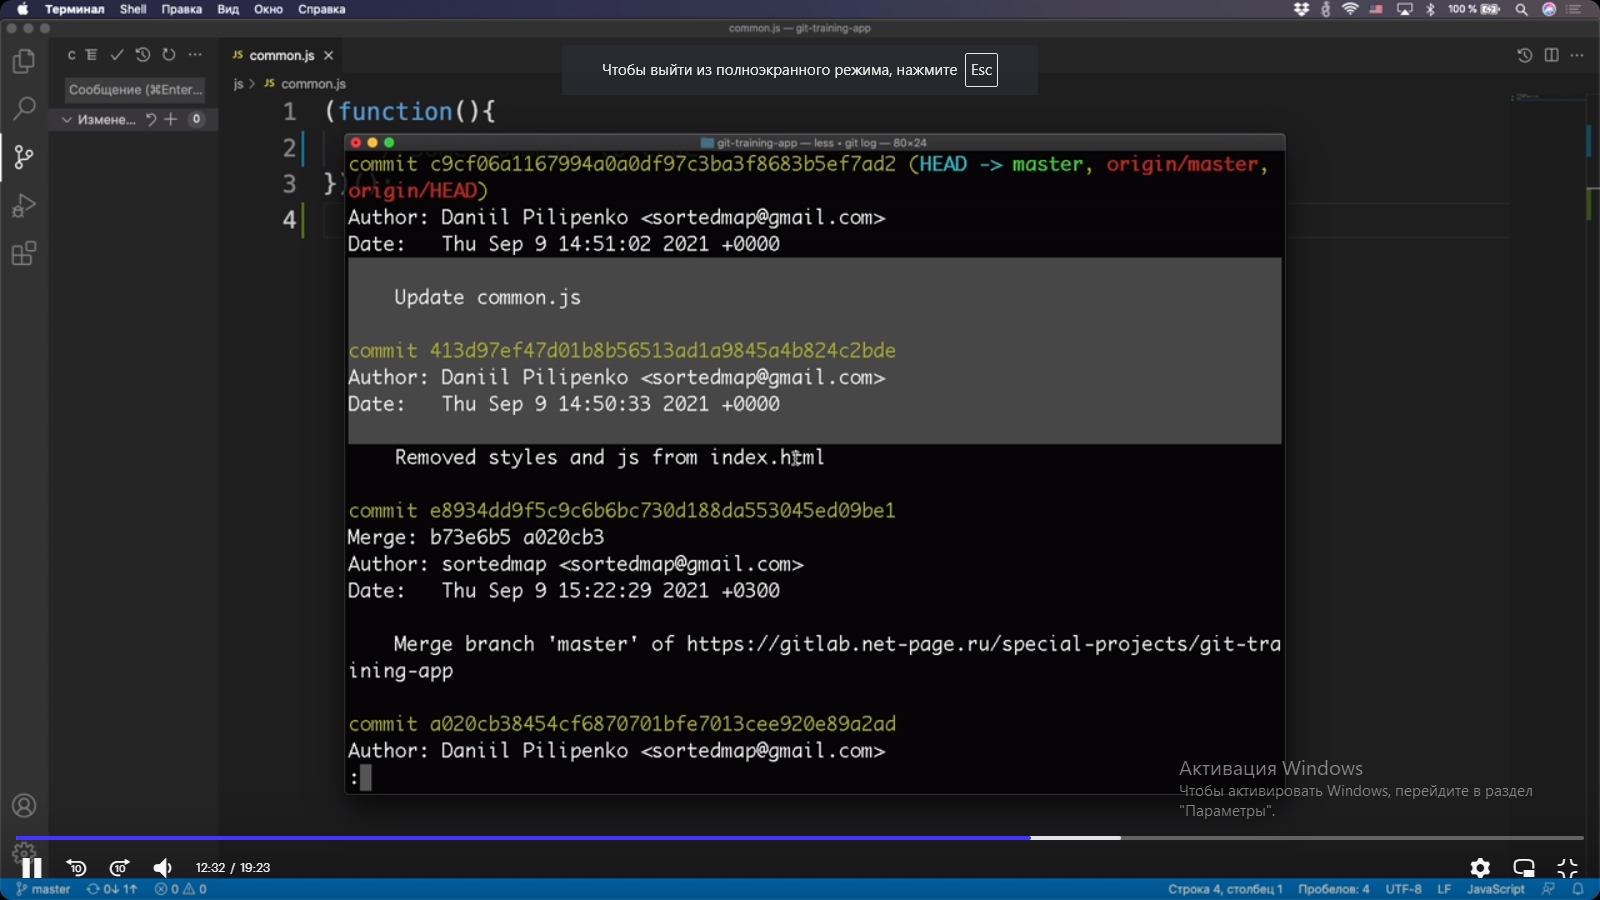 Терминал Shell Правка Вид Окно Справка
100 %
common.js — git-training-app
JS common.js
Чтобы выйти из полноэкранного режима, нажмите Esc
Сообщение (⌘Enter...
js > JS common.js
Измене... 0
1 (function(){
2
3 })();
4
git-training-app — less • git log — 80×24
commit c9cf06a1167994a0a0df97c3ba3f8683b5ef7ad2 (HEAD -> master, origin/master,
origin/HEAD)
Author: Daniil Pilipenko <sortedmap@gmail.com>
Date: Thu Sep 9 14:51:02 2021 +0000
Update common.js
commit 413d97ef47d01b8b56513ad1a9845a4b824c2bde
Author: Daniil Pilipenko <sortedmap@gmail.com>
Date: Thu Sep 9 14:50:33 2021 +0000
Removed styles and js from index.html
commit e8934dd9f5c9c6b6bc730d188da553045ed09be1
Merge: b73e6b5 a020cb3
Author: sortedmap <sortedmap@gmail.com>
Date: Thu Sep 9 15:22:29 2021 +0300
Merge branch 'master' of https://gitlab.net-page.ru/special-projects/git-tra
ining-app
commit a020cb38454cf6870701bfe7013cee920e89a2ad
Author: Daniil Pilipenko <sortedmap@gmail.com>
:
Активация Windows
Чтобы активировать Windows, перейдите в раздел
"Параметры".
10 10 12:32 / 19:23
master 0↓ 1↑ 0 0 Строка 4, столбец 1 Пробелов: 4 UTF-8 LF JavaScript